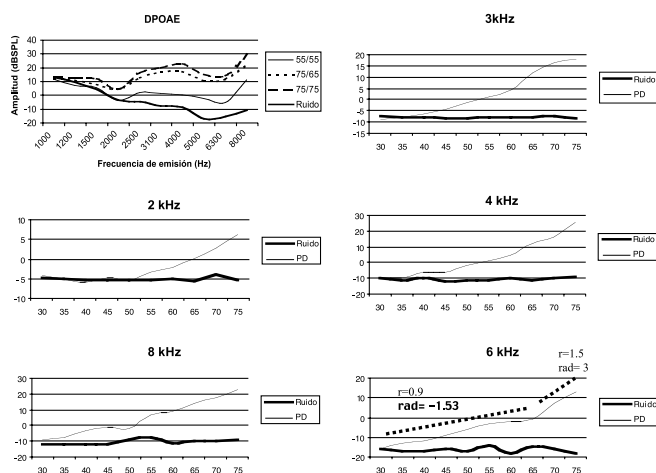 DPOAE
Amplitud (dBSPL)
40
30
20
10
0
-10
-20
1000 1200 1500 2000 2500 3100 4000 5000 6300 8000
Frecuencia de emisión (Hz)
55/55
75/65
75/75
Ruido
3kHz
20
15
10
5
0
-5
-10
-15
30 35 40 45 50 55 60 65 70 75
Ruido
PD
2 kHz
10
5
0
-5
-10
30 35 40 45 50 55 60 65 70 75
Ruido
PD
4 kHz
30
20
10
0
-10
-20
30 35 40 45 50 55 60 65 70 75
Ruido
PD
8 kHz
30
20
10
0
-10
-20
30 35 40 45 50 55 60 65 70 75
Ruido
PD
6 kHz
r=1.5
rad= 3
r=0.9
rad= -1.53
20
10
0
-10
-20
30 35 40 45 50 55 60 65 70 75
Ruido
PD